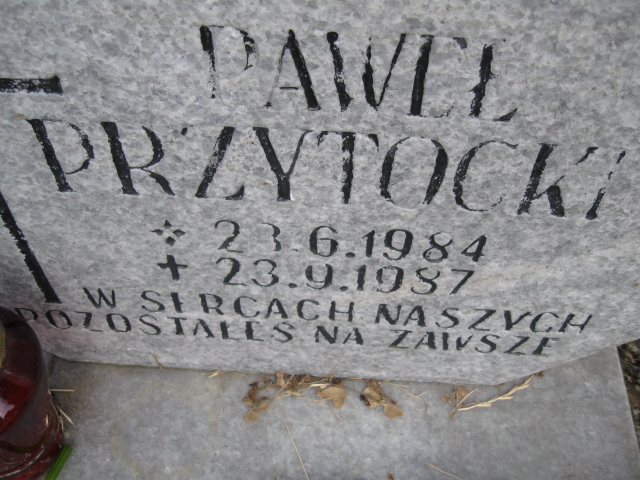 PAWEŁ
PRZYTOCKI
23.6.1984
+ 23.9.1987
W SERCACH NASZYCH
POZOSTAŁEŚ NA ZAWSZE